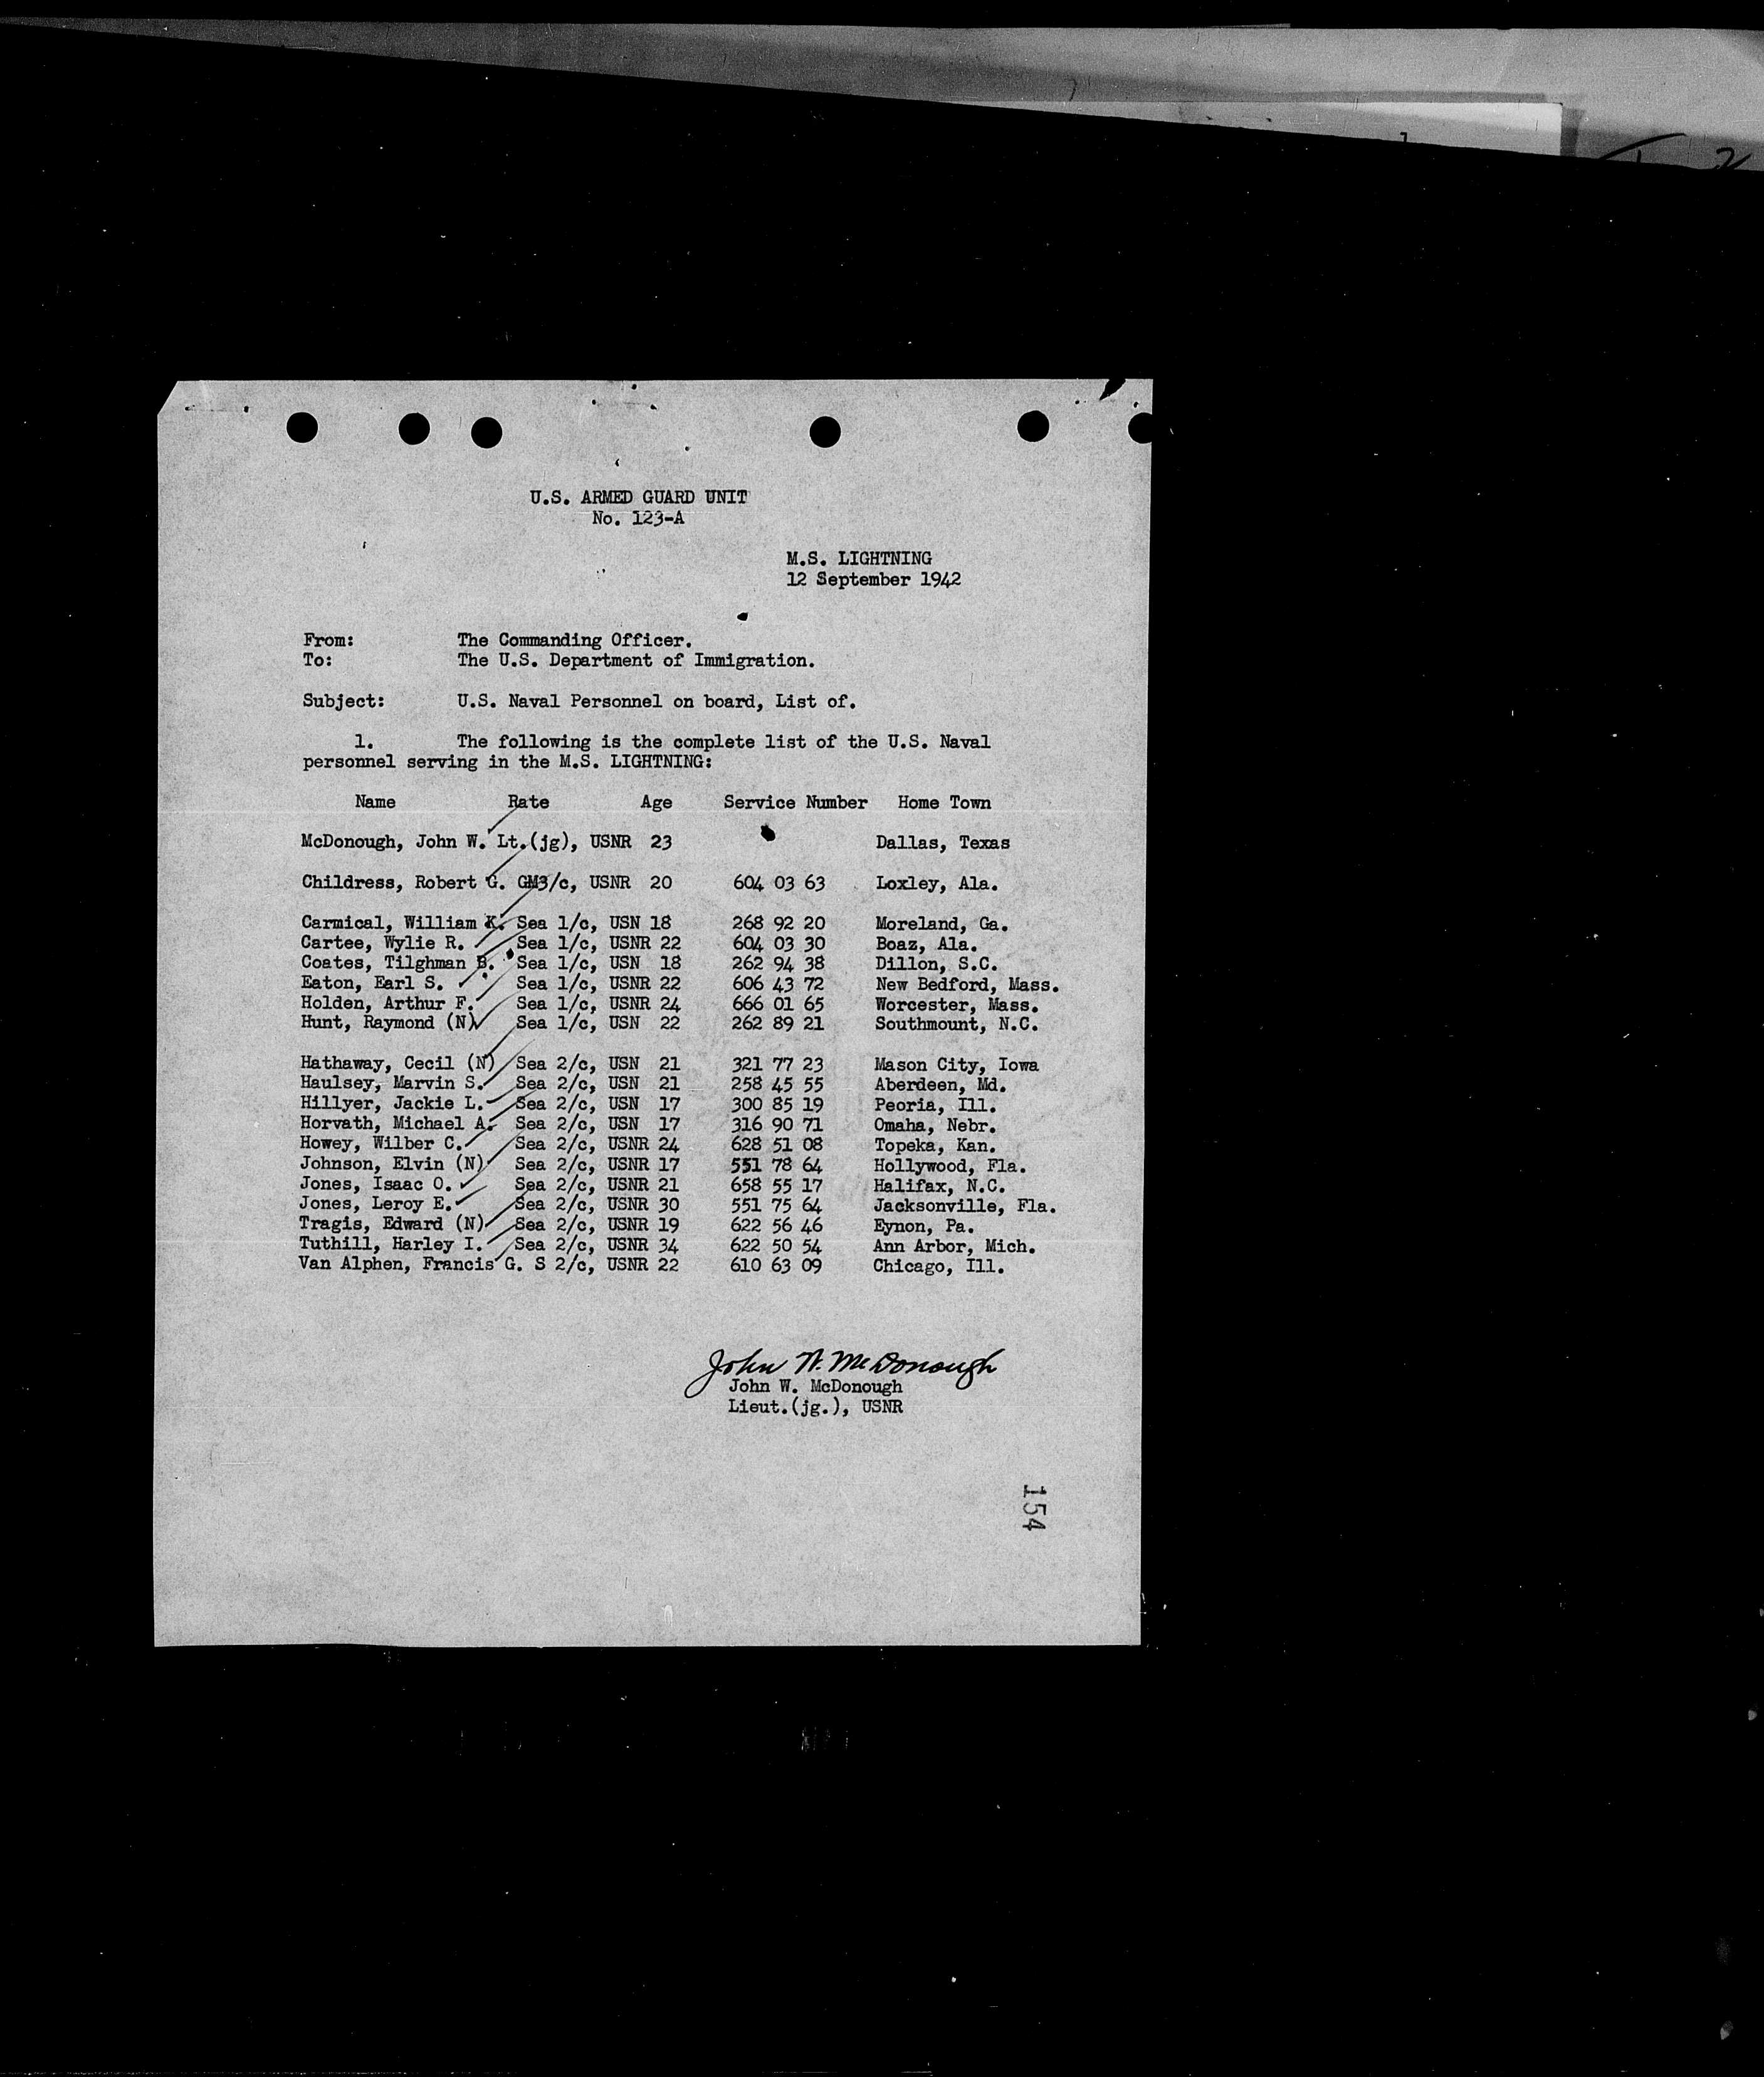 U.S. ARMED GUARD UNIT
No. 123-A
M.S. LIGHTNING
12 September 1942
From: The Commanding Officer.
To: The U.S. Department of Immigration.
Subject: U.S. Naval Personnel on board, List of.
1. The following is the complete list of the U.S. Naval
personnel serving in the M.S. LIGHTNING:
Name Rate Age Service Number Home Town
McDonough, John W. Lt.(jg), USNR 23 Dallas, Texas
Childress, Robert G. GM3/c, USNR 20 604 03 63 Loxley, Ala.
Carmical, William K. Sea 1/c, USN 18 268 92 20 Moreland, Ga.
Cartee, Wylie R. Sea 1/c, USNR 22 604 03 30 Boaz, Ala.
Coates, Tilghman B. Sea 1/c, USN 18 262 94 38 Dillon, S.C.
Eaton, Earl S. Sea 1/c, USNR 22 606 43 72 New Bedford, Mass.
Holden, Arthur F. Sea 1/c, USNR 24 666 01 65 Worcester, Mass.
Hunt, Raymond (N) Sea 1/c, USN 22 262 89 21 Southmount, N.C.
Hathaway, Cecil (N) Sea 2/c, USN 21 321 77 23 Mason City, Iowa
Haulsey, Marvin S. Sea 2/c, USN 21 258 45 55 Aberdeen, Md.
Hillyer, Jackie L. Sea 2/c, USN 17 300 85 19 Peoria, Ill.
Horvath, Michael A. Sea 2/c, USN 17 316 90 71 Omaha, Nebr.
Howey, Wilber C. Sea 2/c, USNR 24 628 51 08 Topeka, Kan.
Johnson, Elvin (N) Sea 2/c, USNR 17 551 78 64 Hollywood, Fla.
Jones, Isaac O. Sea 2/c, USNR 21 658 55 17 Halifax, N.C.
Jones, Leroy E. Sea 2/c, USNR 30 551 75 64 Jacksonville, Fla.
Tragis, Edward (N) Sea 2/c, USNR 19 622 56 46 Eynon, Pa.
Tuthill, Harley I. Sea 2/c, USNR 34 622 50 54 Ann Arbor, Mich.
Van Alphen, Francis G. S 2/c, USNR 22 610 63 09 Chicago, Ill.
John W. McDonough
John W. McDonough
Lieut.(jg.), USNR
154